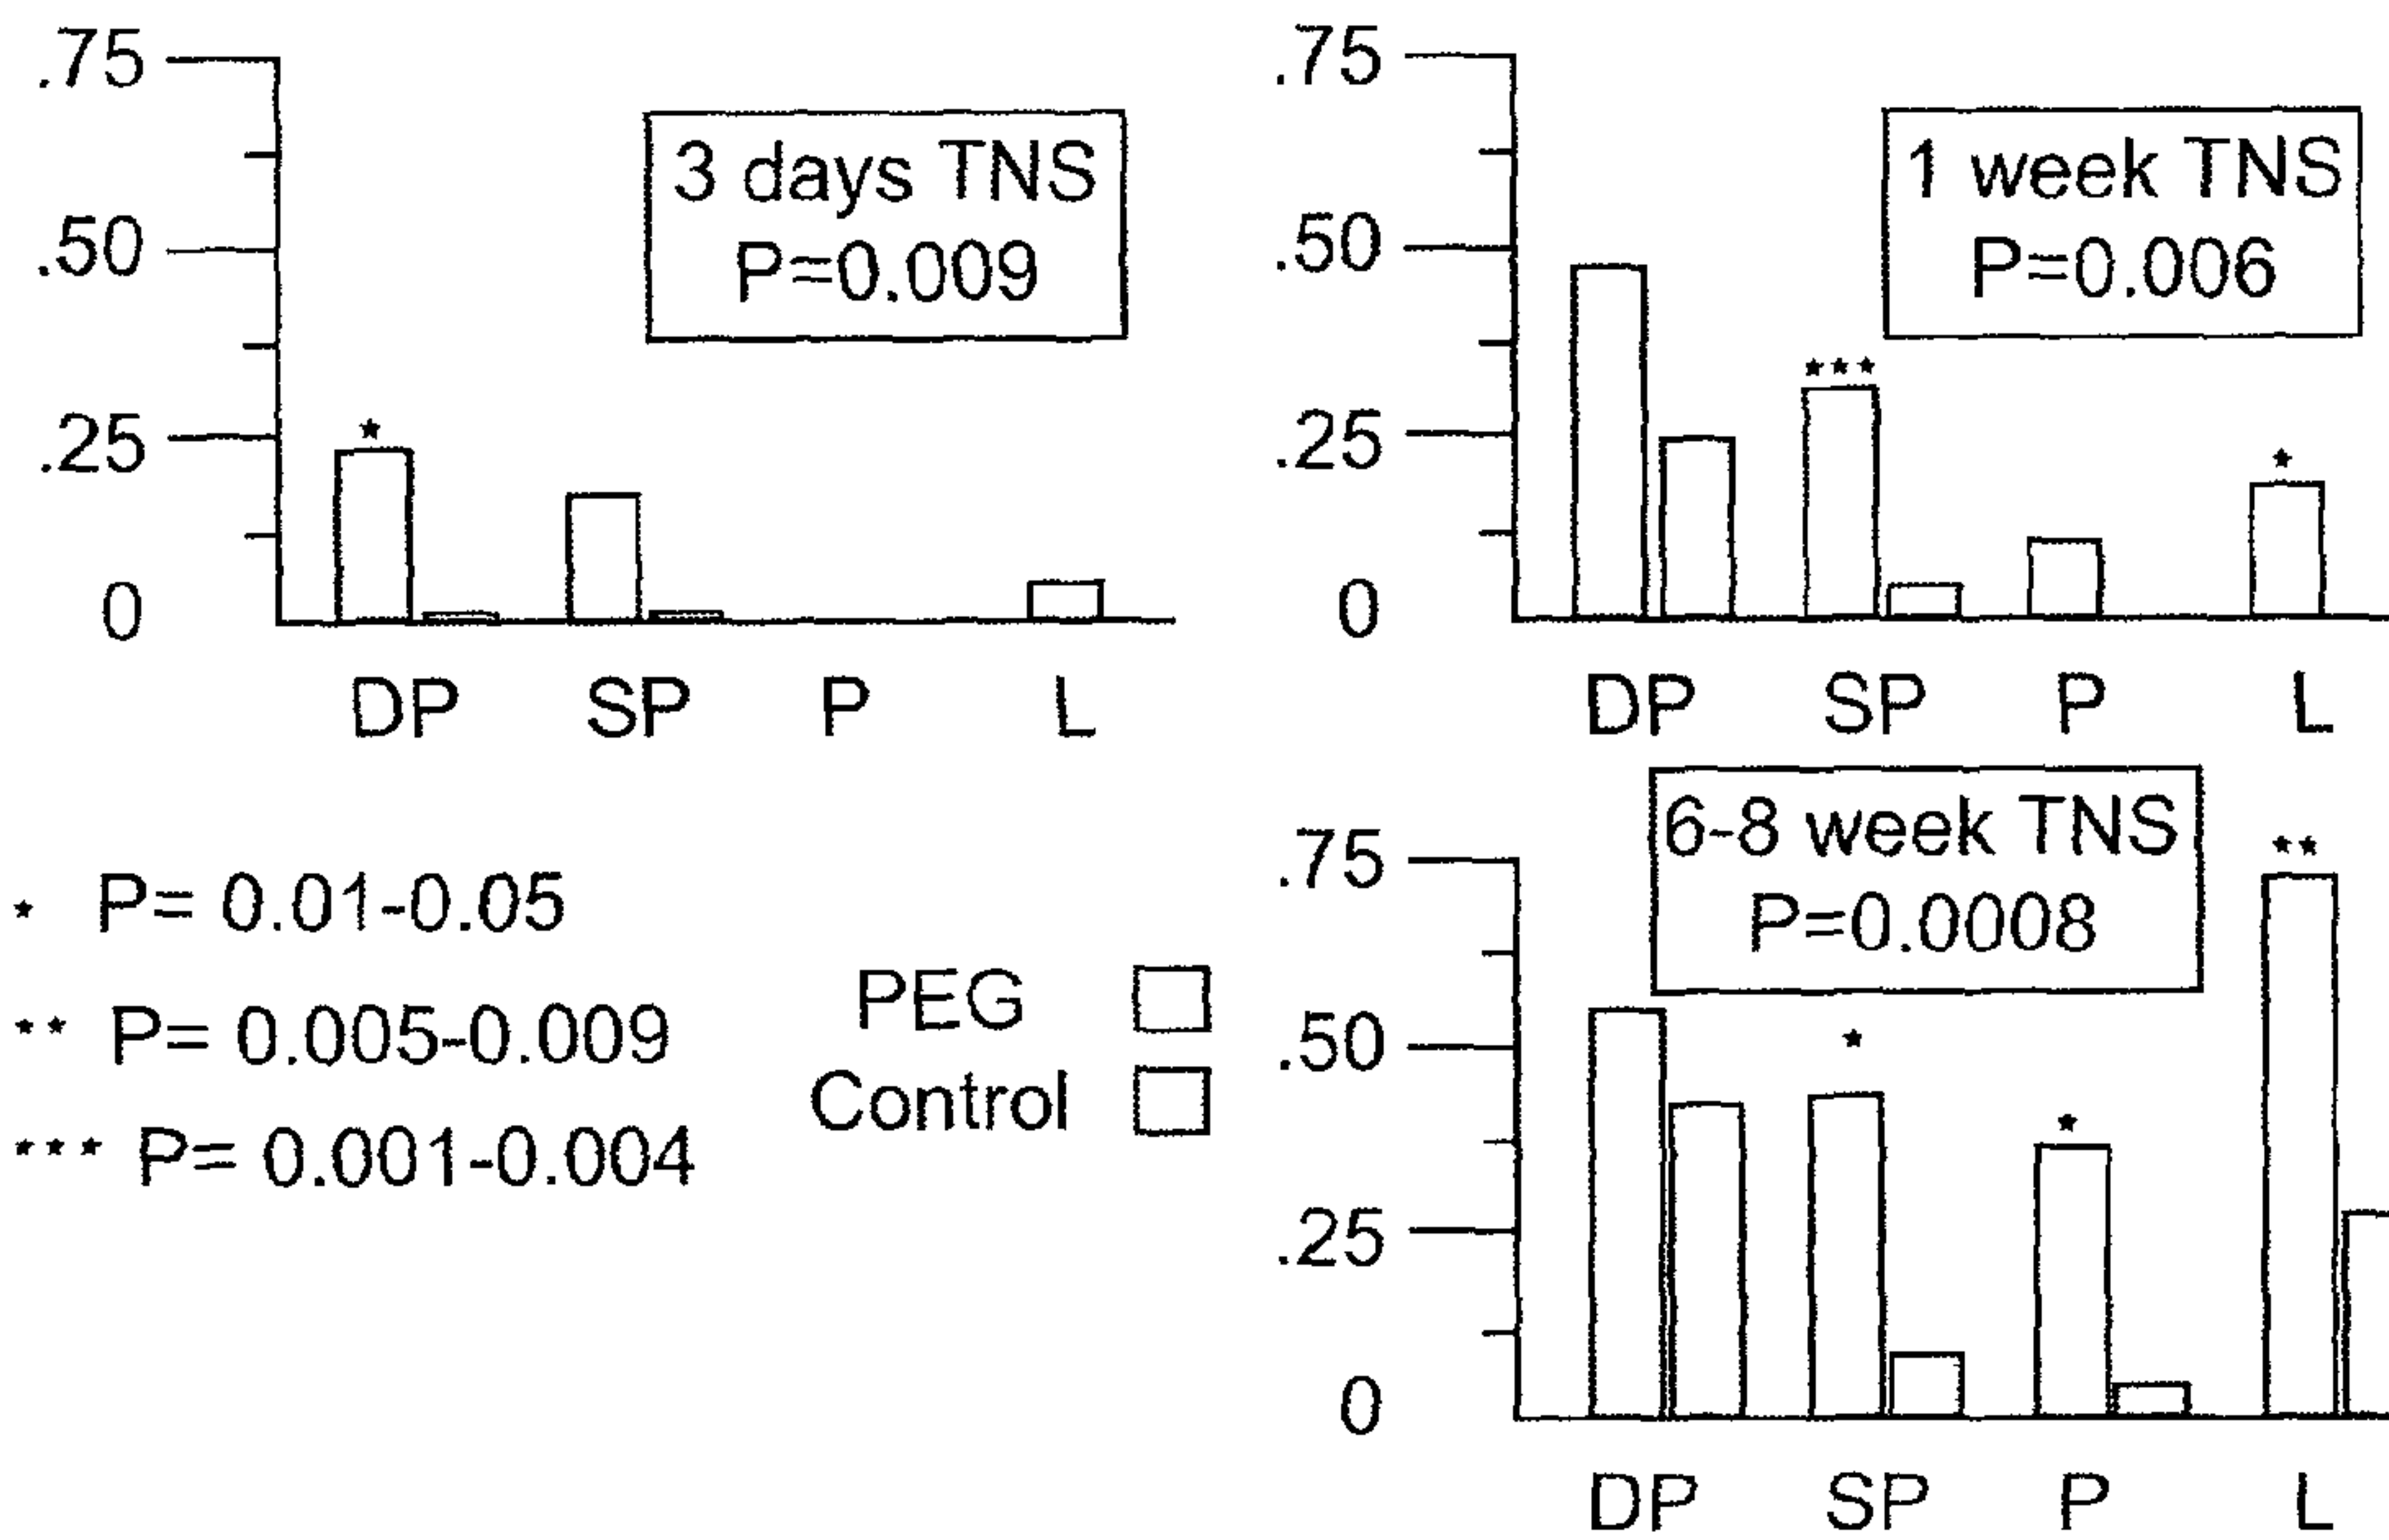 .75
.50
.25
0
3 days TNS
P=0.009
*
DP SP P L
.75
.50
.25
0
1 week TNS
P=0.006
***
*
DP SP P L
* P= 0.01-0.05
** P= 0.005-0.009
*** P= 0.001-0.004
PEG
Control
.75
.50
.25
0
6-8 week TNS
P=0.0008
**
*
*
DP SP P L